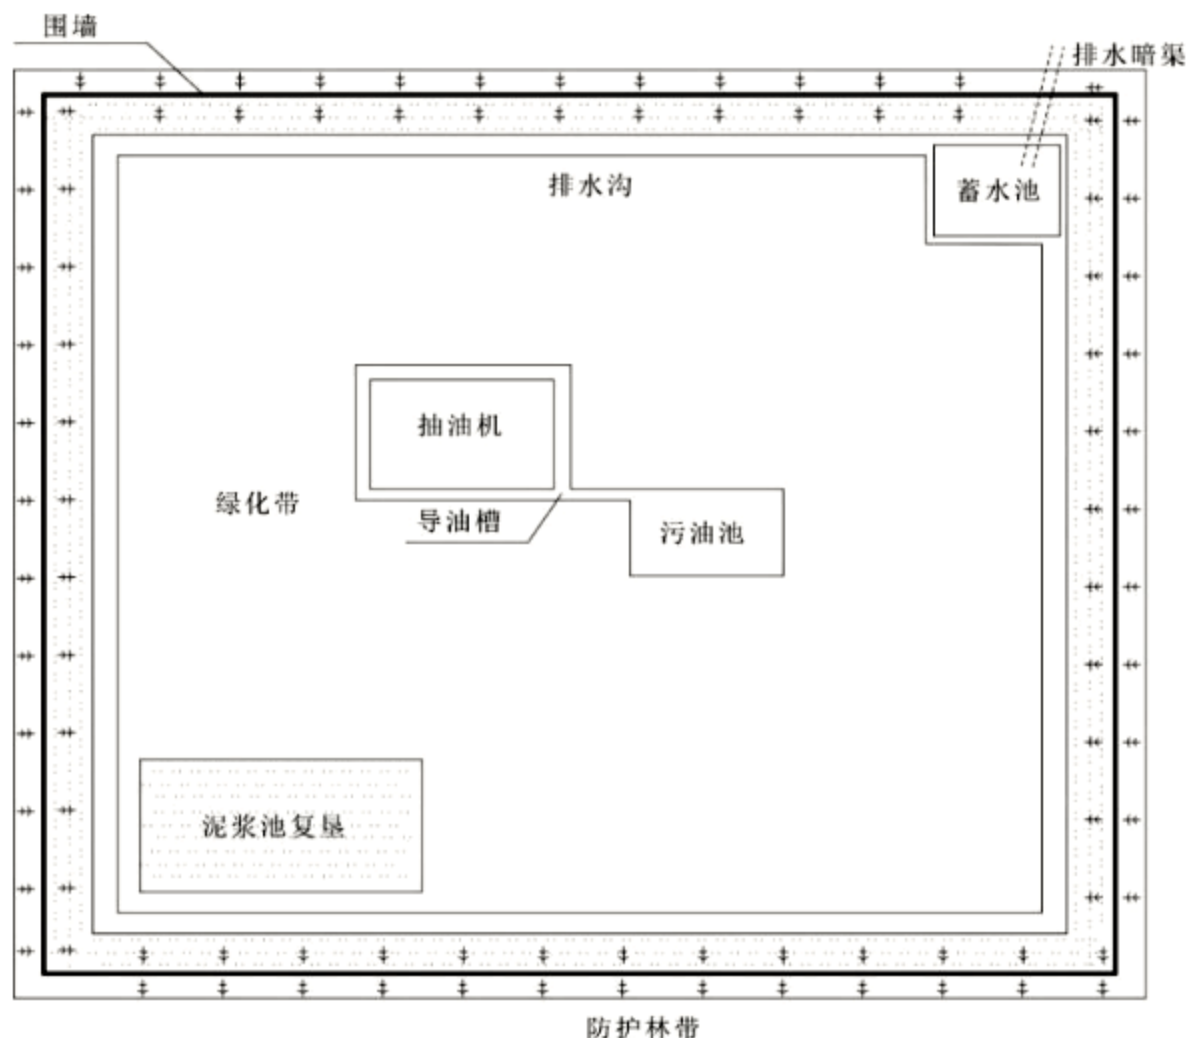 围墙
排水暗渠
排水沟
蓄水池
抽油机
绿化带
导油槽
污油池
泥浆池复垦
防护林带